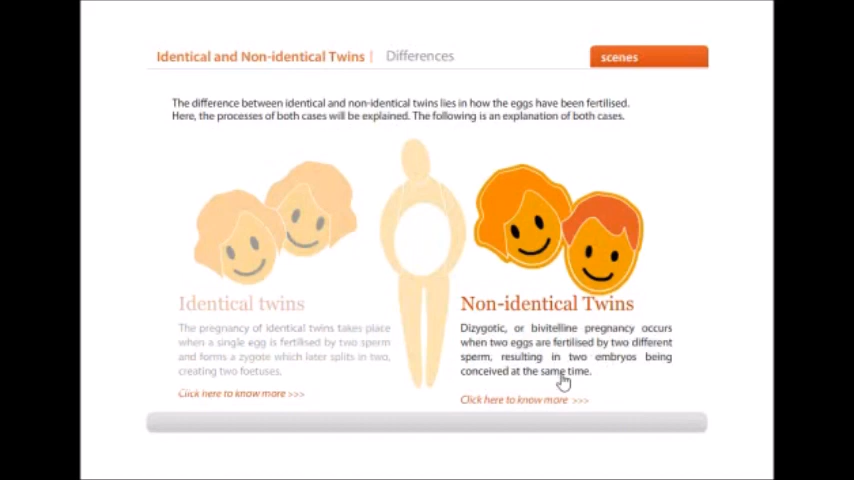 Identical and Non-identical Twins | Differences
scenes
The difference between identical and non-identical twins lies in how the eggs have been fertilised.
Here, the processes of both cases will be explained. The following is an explanation of both cases.
Identical twins
The pregnancy of identical twins takes place
when a single egg is fertilised by two sperm
and forms a zygote which later splits in two,
creating two foetuses.
Click here to know more >>>
Non-identical Twins
Dizygotic, or bivitelline pregnancy occurs
when two eggs are fertilised by two different
sperm, resulting in two embryos being
conceived at the same time.
Click here to know more >>>